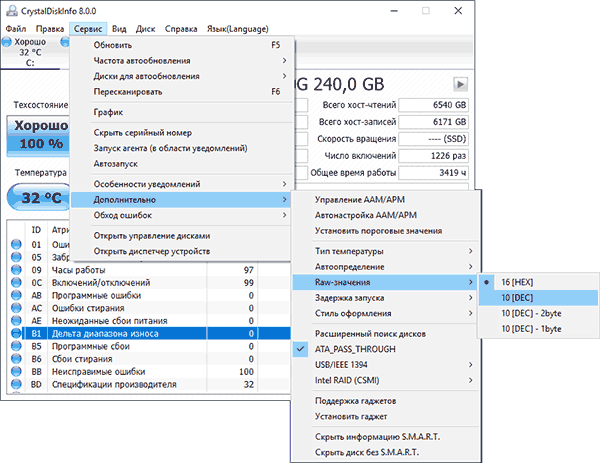 CrystalDiskInfo 8.0.0
Файл Правка Сервис Вид Диск Справка Язык(Language)
Хорошо
32 °C
C:
Обновить F5
Частота автообновления
Диски для автообновления
Пересканировать F6
График
Скрыть серийный номер
Запуск агента (в области уведомлений)
Автозапуск
Особенности уведомлений
Дополнительно
Обход ошибок
Открыть управление дисками
Открыть диспетчер устройств
0G 240,0 GB
Всего хост-чтений 6540 GB
Всего хост-записей 6171 GB
Скорость вращения ---- (SSD)
Число включений 1226 раз
Общее время работы 3419 ч
Техсостояние
Хорошо
100 %
Температура
32 °C
ID Атри
01 Оши
05 Забр
09 Часы работы 97
0C Включений/отключений 99
AB Программные ошибки 0
AC Ошибки стирания 0
AE Неожиданные сбои питания 0
B1 Дельта диапазона износа 0
B5 Программные сбои 0
B6 Сбои стирания 0
BB Неисправимые ошибки 100
BD Спецификации производителя 32
Управление AAM/APM
Автонастройка AAM/APM
Установить пороговые значения
Тип температуры
Автоопределение
Raw-значения
Задержка запуска
Стиль оформления
Расширенный поиск дисков
ATA_PASS_THROUGH
USB/IEEE 1394
Intel RAID (CSMI)
Поддержка гаджетов
Установить гаджет
Скрыть информацию S.M.A.R.T.
Скрыть диск без S.M.A.R.T.
16 [HEX]
10 [DEC]
10 [DEC] - 2byte
10 [DEC] - 1byte